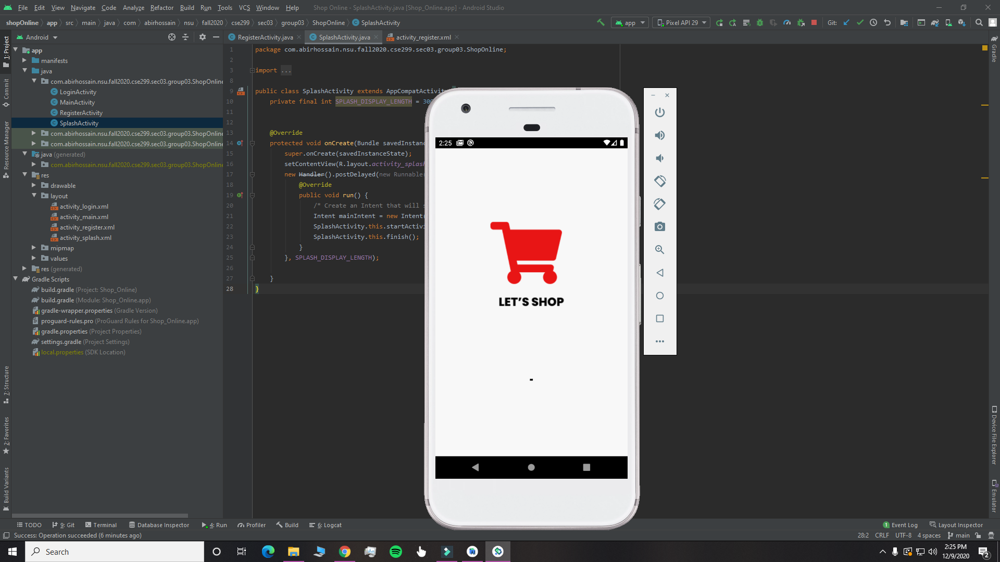 File Edit View Navigate Code Analyze Refactor Build Run Tools VCS Window Help Shop Online - SplashActivity.java [Shop_Online.app] - Android Studio
shopOnline app src main java com abirhossain nsu fall2020 cse299 sec03 group03 ShopOnline SplashActivity
app Pixel API 29 Git:
Android
RegisterActivity.java SplashActivity.java activity_register.xml
1: Project
Commit
Resource Manager
7: Structure
2: Favorites
Build Variants
app
manifests
java
com.abirhossain.nsu.fall2020.cse299.sec03.group03.ShopOnline
LoginActivity
MainActivity
RegisterActivity
SplashActivity
com.abirhossain.nsu.fall2020.cse299.sec03.group03.ShopOnline
com.abirhossain.nsu.fall2020.cse299.sec03.group03.ShopOnline
java (generated)
com.abirhossain.nsu.fall2020.cse299.sec03.group03.ShopOnline
res
drawable
layout
activity_login.xml
activity_main.xml
activity_register.xml
activity_splash.xml
mipmap
values
res (generated)
Gradle Scripts
build.gradle (Project: Shop_Online)
build.gradle (Module: Shop_Online.app)
gradle-wrapper.properties (Gradle Version)
proguard-rules.pro (ProGuard Rules for Shop_Online.app)
gradle.properties (Project Properties)
settings.gradle (Project Settings)
local.properties (SDK Location)
1 package com.abirhossain.nsu.fall2020.cse299.sec03.group03.ShopOnline;
2
3 import ...
8
9 public class SplashActivity extends AppCompatActivit
10 private final int SPLASH_DISPLAY_LENGTH = 300
11
12
13 @Override
14 protected void onCreate(Bundle savedInstanc
15 super.onCreate(savedInstanceState);
16 setContentView(R.layout.activity_splash
17 new Handler().postDelayed(new Runnable(
18 @Override
19 public void run() {
20 /* Create an Intent that will s
21 Intent mainIntent = new Intent(
22 SplashActivity.this.startActivi
23 SplashActivity.this.finish();
24 }
25 }, SPLASH_DISPLAY_LENGTH);
26
27 }
28 }
2:25
LET'S SHOP
-
Gradle
Device File Explorer
Emulator
TODO 9: Git Terminal Database Inspector 4: Run Profiler Build 6: Logcat 1 Event Log Layout Inspector
Success: Operation succeeded (6 minutes ago) 28:2 CRLF UTF-8 4 spaces main
Search
2:25 PM
12/9/2020
2